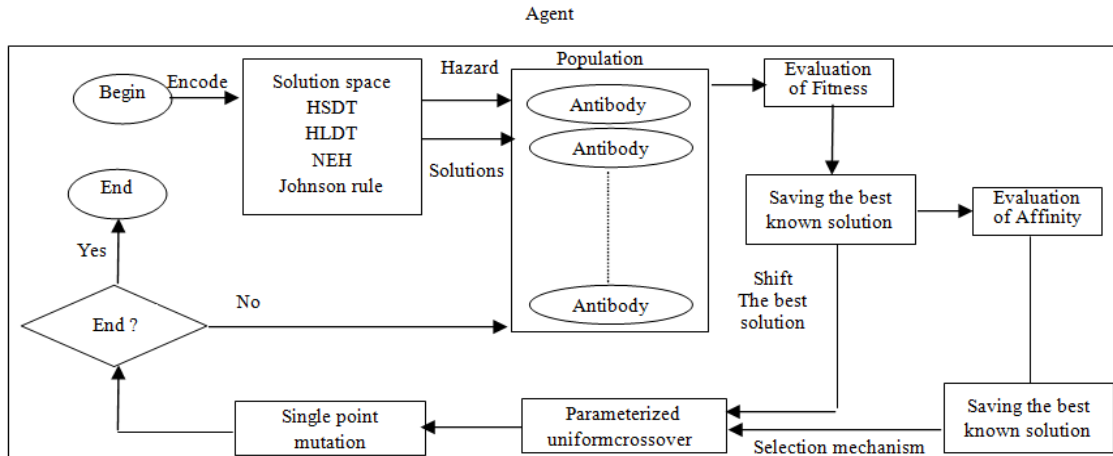 Agent
Begin
Encode
Solution space
HSDT
HLDT
NEH
Johnson rule
Hazard
Solutions
Population
Antibody
Antibody
Antibody
Evaluation
of Fitness
Saving the best
known solution
Evaluation
of Affinity
Shift
The best
solution
Saving the best
known solution
Selection mechanism
Parameterized
uniformcrossover
Single point
mutation
End ?
No
Yes
End